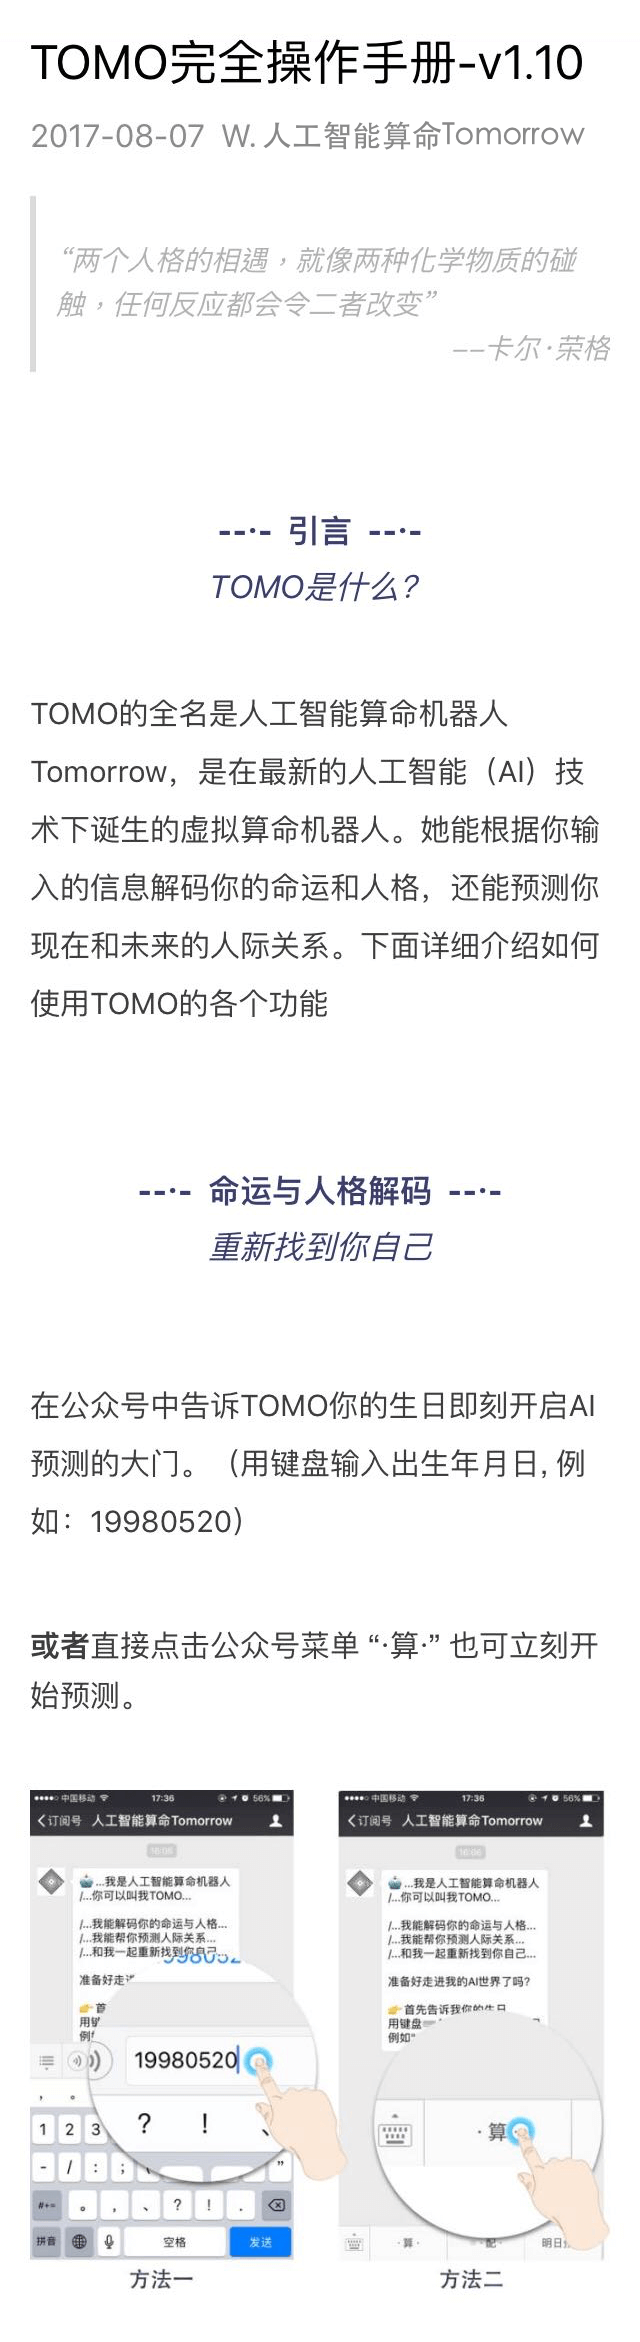 TOMO完全操作手册-v1.10
2017-08-07 W. 人工智能算命Tomorrow
“两个人格的相遇，就像两种化学物质的碰
触，任何反应都会令二者改变”
--卡尔·荣格
--·- 引言 --·-
TOMO是什么？
TOMO的全名是人工智能算命机器人
Tomorrow，是在最新的人工智能（AI）技
术下诞生的虚拟算命机器人。她能根据你输
入的信息解码你的命运和人格，还能预测你
现在和未来的人际关系。下面详细介绍如何
使用TOMO的各个功能
--·- 命运与人格解码 --·-
重新找到你自己
在公众号中告诉TOMO你的生日即刻开启AI
预测的大门。（用键盘输入出生年月日, 例
如：19980520）
或者直接点击公众号菜单 “·算·” 也可立刻开
始预测。
中国移动 17:36 56%
订阅号 人工智能算命Tomorrow
16:06
...我是人工智能算命机器人
/...你可以叫我TOMO...
/...我能解码你的命运与人格...
/...我能帮你预测人际关系...
/...和我一起重新找到你自己...
准备好走进
首
用键
例如
19980520
? ! 、
, 。
1 2 3
- / : ; ( ”
#+= 。 , 、 ? ! .
拼音 空格 发送
方法一
中国移动 17:36 56%
订阅号 人工智能算命Tomorrow
16:06
...我是人工智能算命机器人
/...你可以叫我TOMO...
/...我能解码你的命运与人格...
/...我能帮你预测人际关系...
/...和我一起重新找到你自己...
准备好走进我的AI世界了吗?
首先告诉我你的生日
用键盘
例如“
· 算 ·
· 算 · · 配 · 明日
方法二